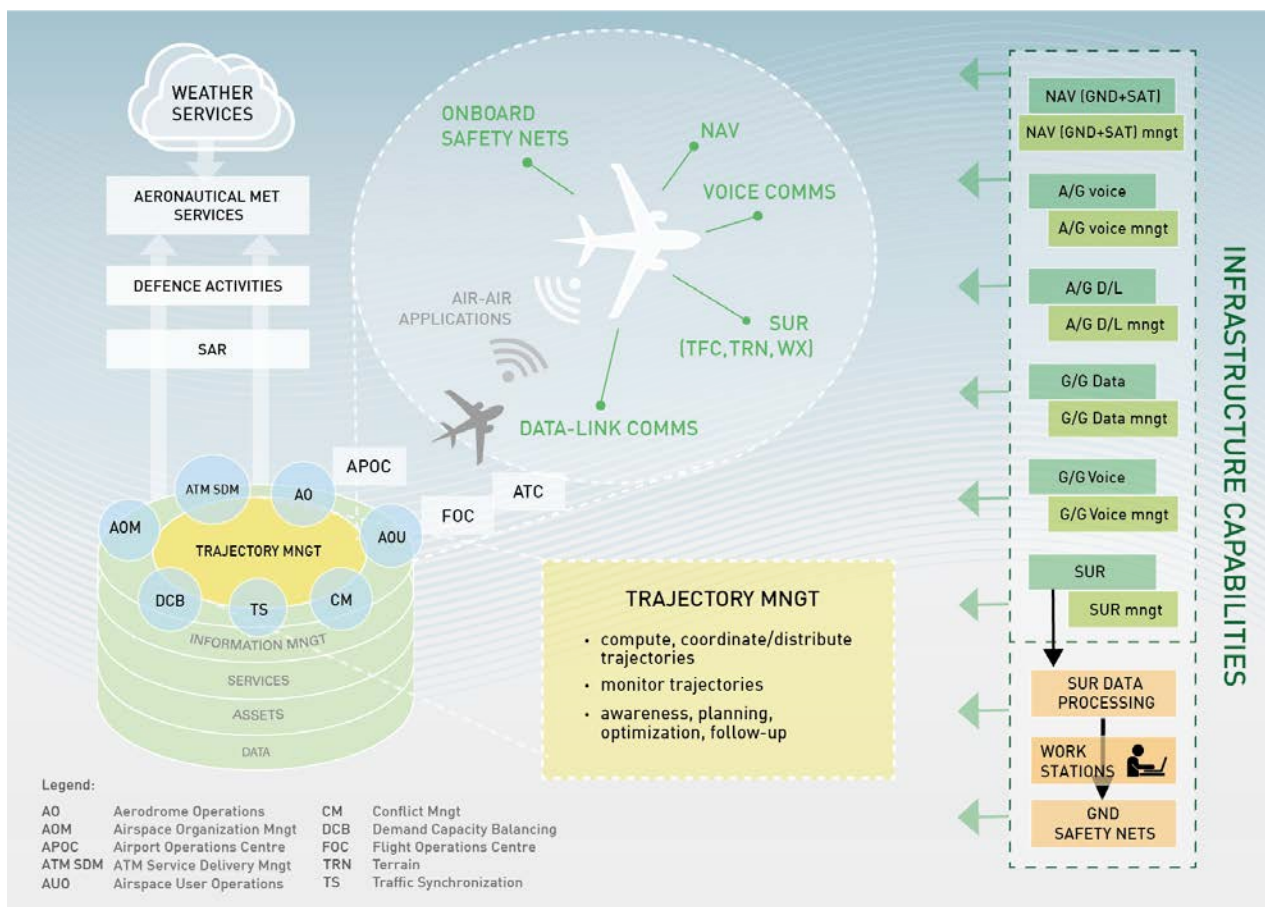 WEATHER
SERVICES
AERONAUTICAL MET
SERVICES
DEFENCE ACTIVITIES
SAR
ONBOARD
SAFETY NETS
NAV
VOICE COMMS
AIR-AIR
APPLICATIONS
SUR
(TFC, TRN, WX)
DATA-LINK COMMS
APOC
ATC
FOC
ATM SDM
AO
AOM
AOU
TRAJECTORY MNGT
DCB
TS
CM
INFORMATION MNGT
SERVICES
ASSETS
DATA
TRAJECTORY MNGT
• compute, coordinate/distribute
trajectories
• monitor trajectories
• awareness, planning,
optimization, follow-up
NAV (GND+SAT)
NAV (GND+SAT) mngt
A/G voice
A/G voice mngt
A/G D/L
A/G D/L mngt
G/G Data
G/G Data mngt
G/G Voice
G/G Voice mngt
SUR
SUR mngt
SUR DATA
PROCESSING
WORK
STATIONS
GND
SAFETY NETS
INFRASTRUCTURE CAPABILITIES
Legend:
AO Aerodrome Operations
AOM Airspace Organization Mngt
APOC Airport Operations Centre
ATM SDM ATM Service Delivery Mngt
AUO Airspace User Operations
CM Conflict Mngt
DCB Demand Capacity Balancing
FOC Flight Operations Centre
TRN Terrain
TS Traffic Synchronization